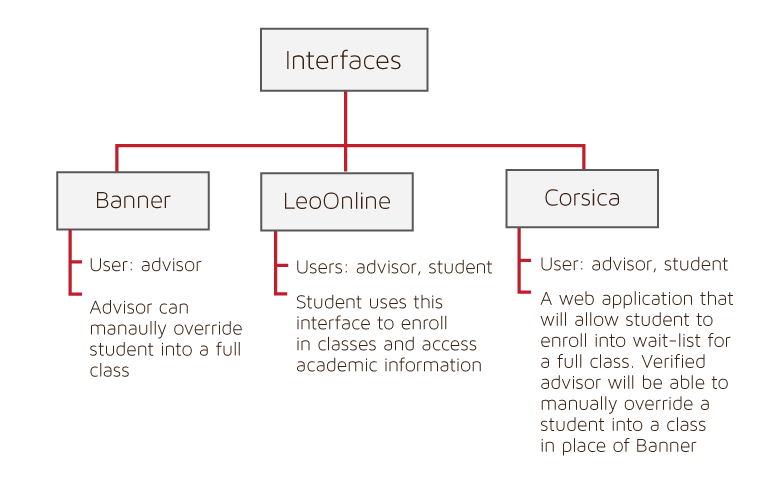 Interfaces
Banner
User: advisor
Advisor can
manaully override
student into a full
class
LeoOnline
Users: advisor, student
Student uses this
interface to enroll
in classes and access
academic information
Corsica
User: advisor, student
A web application that
will allow student to
enroll into wait-list for
a full class. Verified
advisor will be able to
manually override a
student into a class
in place of Banner